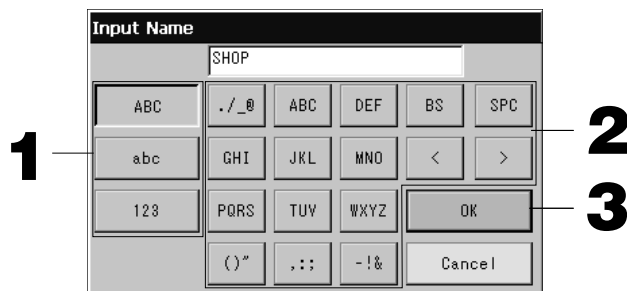 Input Name
SHOP
ABC ./_@ ABC DEF BS SPC
1 abc GHI JKL MNO < > 2
123 PQRS TUV WXYZ OK 3
()" ,:; -!& Cancel